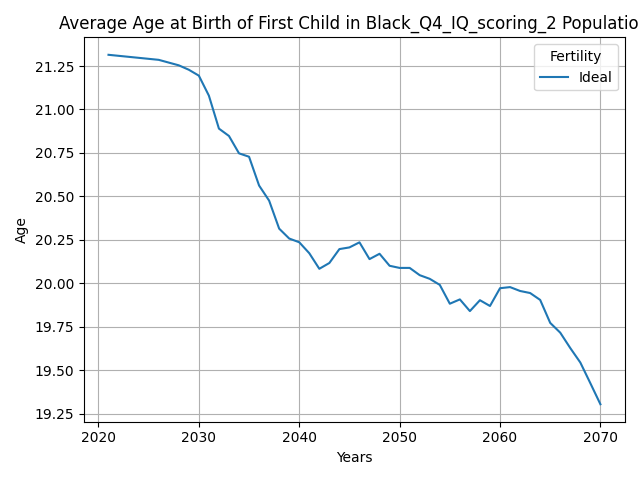 Average Age at Birth of First Child in Black_Q4_IQ_scoring_2 Populatio
Fertility
Ideal
21.25
21.00
20.75
20.50
20.25
20.00
19.75
19.50
19.25
Age
2020 2030 2040 2050 2060 2070
Years